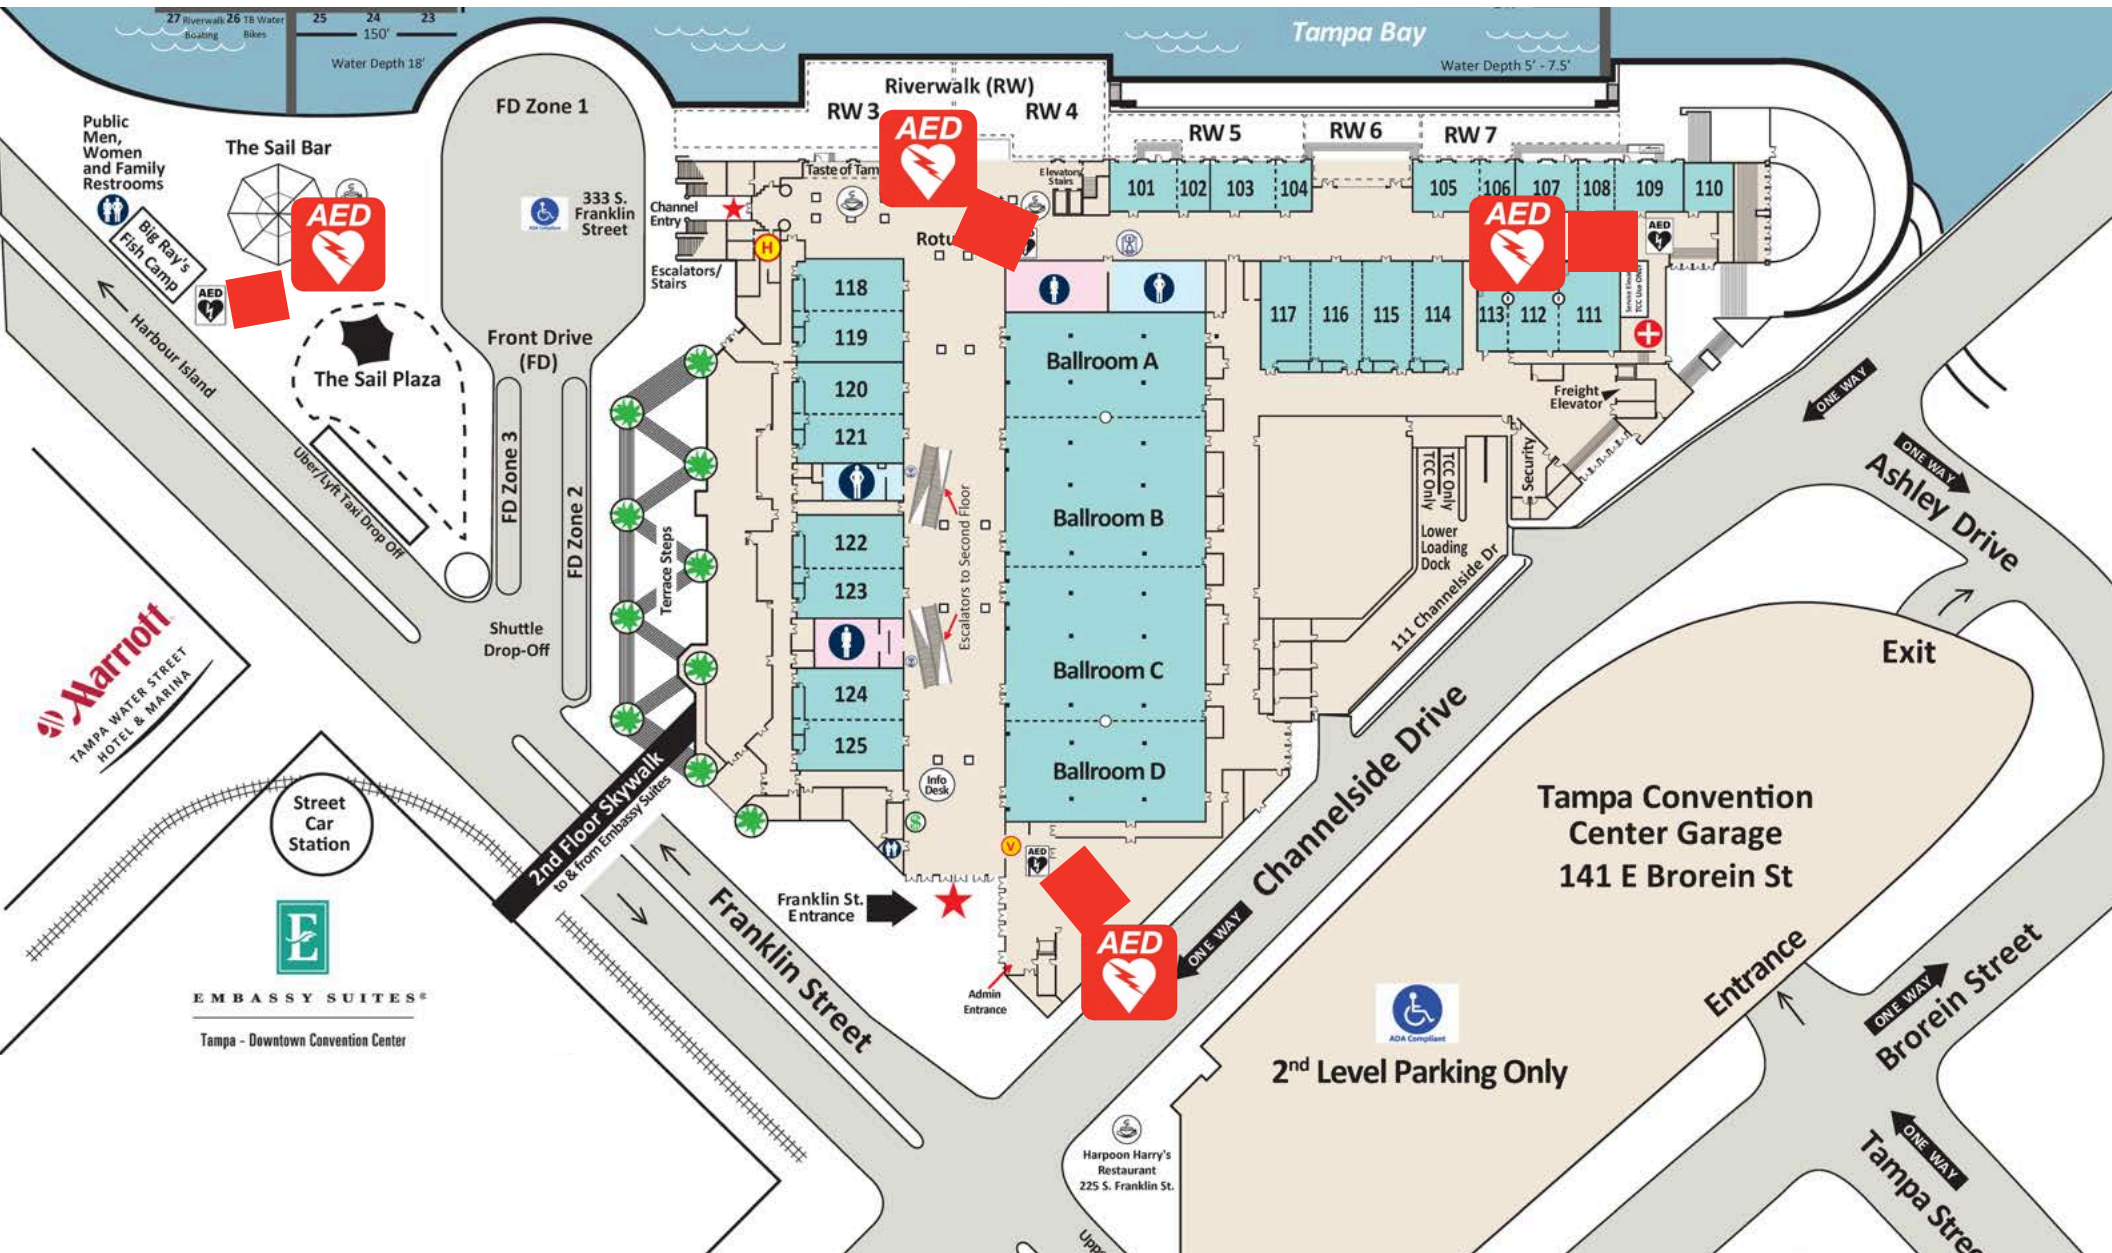 27 Riverwalk
Boating
26 TB Water
Bikes
25
24
23
150'
Water Depth 18'
Tampa Bay
Water Depth 5' - 7.5'
Public
Men,
Women
and Family
Restrooms
The Sail Bar
AED
Big Ray's
Fish Camp
AED
Harbour Island
The Sail Plaza
Uber/Lyft Taxi Drop Off
FD Zone 1
ADA Compliant
333 S.
Franklin
Street
Front Drive
(FD)
FD Zone 3
FD Zone 2
Shuttle
Drop-Off
Terrace Steps
Channel
Entry
Escalators/
Stairs
H
Riverwalk (RW)
RW 3
RW 4
RW 5
RW 6
RW 7
AED
Taste of
Elevator/
Stairs
101
102
103
104
105
106
107
108
109
110
AED
AED
118
119
120
121
122
123
124
125
117
116
115
114
113
112
111
TCC Use ONLY
Freight
Elevator
Security
TCC Only
TCC Only
Lower
Loading
Dock
111 Channelside Dr
Ballroom A
Ballroom B
Ballroom C
Ballroom D
Escalators to Second Floor
Info
Desk
$
V
AED
AED
Franklin St.
Entrance
Admin
Entrance
Marriott
TAMPA WATER STREET
HOTEL & MARINA
Street
Car
Station
2nd Floor Skywalk
to & from Embassy Suites
E
EMBASSY SUITES®
Tampa - Downtown Convention Center
Franklin Street
Channelside Drive
ONE WAY
ONE WAY
ONE WAY
Ashley Drive
Exit
Tampa Convention
Center Garage
141 E Brorein St
ADA Compliant
2nd Level Parking Only
Entrance
ONE WAY
Brorein Street
ONE WAY
Harpoon Harry's
Restaurant
225 S. Franklin St.